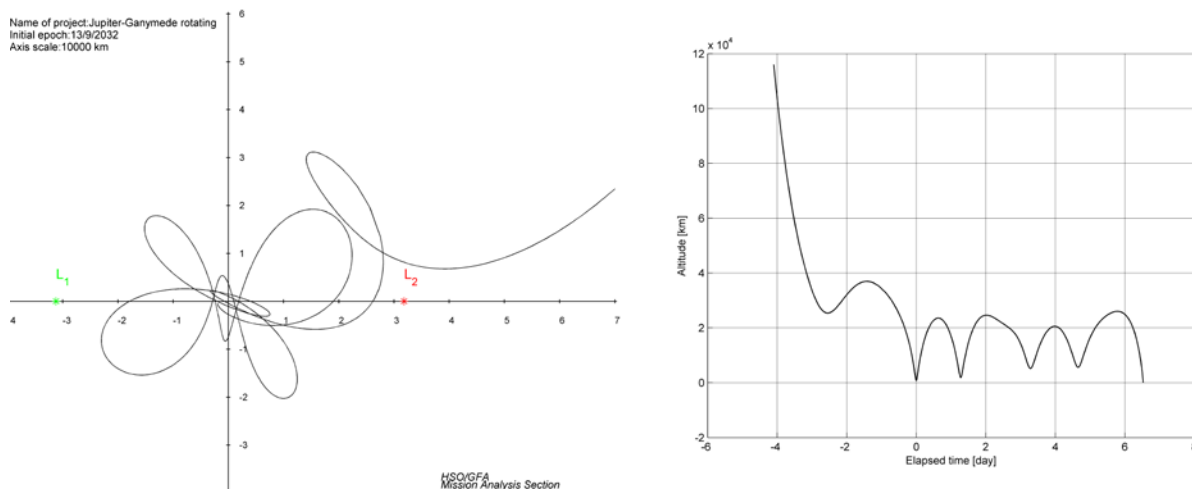 Name of project:Jupiter-Ganymede rotating
Initial epoch:13/9/2032
Axis scale:10000 km
6
5
4
3
2
1
-1
-2
-3
4 -3 -2 -1 1 2 3 4 5 6 7
L1
L2
HSO/GFA
Mission Analysis Section
x 10^4
12
10
8
6
4
2
0
-2
-6 -4 -2 0 2 4 6 8
Altitude [km]
Elapsed time [day]